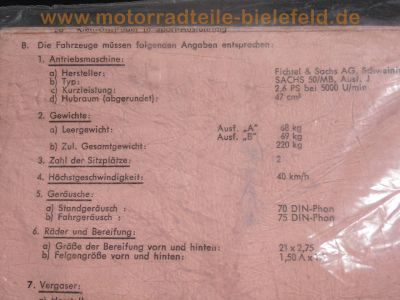 www.motorradteile-bielefeld.de
B. Die Fahrzeuge müssen folgenden Angaben entsprechen:
1. Antriebsmaschine:
a) Hersteller: Fichtel & Sachs AG, Schweinf
b) Typ: SACHS 50/MB, Ausf. J
c) Kurzleistung: 2,6 PS bei 5000 U/min
d) Hubraum (abgerundet) 47 cm³
2. Gewichte:
a) Leergewicht: Ausf. „A" 68 kg
Ausf. „B" 69 kg
b) Zul. Gesamtgewicht: 220 kg
3. Zahl der Sitzplätze: 2
4. Höchstgeschwindigkeit: 40 km/h
5. Geräusche:
a) Standgeräusch : 70 DIN-Phon
b) Fahrgeräusch : 75 DIN-Phon
6. Räder und Bereifung:
a) Größe der Bereifung vorn und hinten: 21 x 2,75
b) Felgengröße vorn und hinten: 1,50 A x
7. Vergaser: